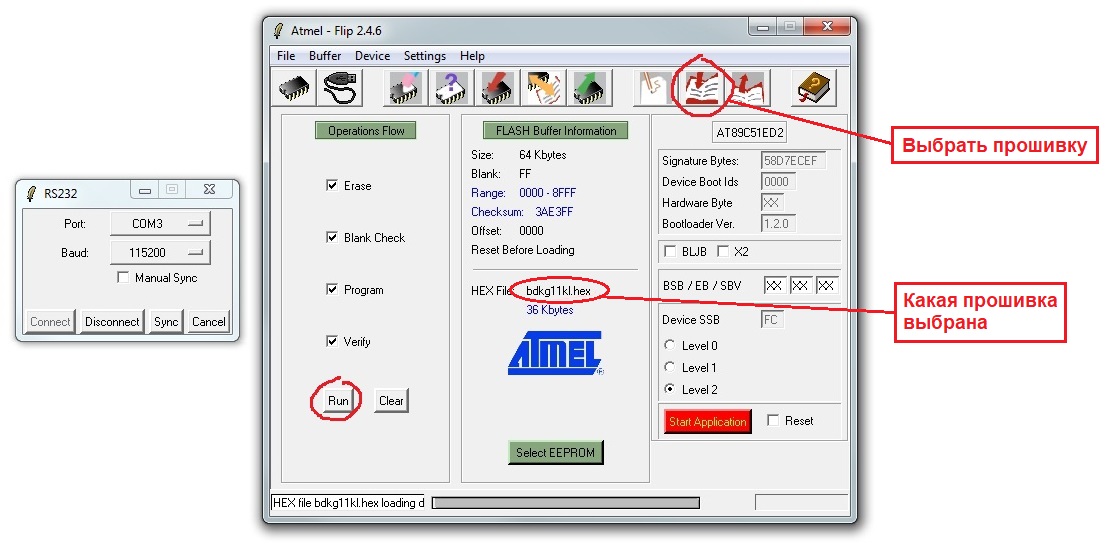 Atmel - Flip 2.4.6
File Buffer Device Settings Help
Выбрать прошивку
RS232
Port: COM3
Baud: 115200
Manual Sync
Connect Disconnect Sync Cancel
Operations Flow
Erase
Blank Check
Program
Verify
Run Clear
FLASH Buffer Information
Size: 64 Kbytes
Blank: FF
Range: 0000 - 8FFF
Checksum: 3AE3FF
Offset: 0000
Reset Before Loading
HEX File: bdkg11kl.hex
36 Kbytes
ATMEL®
Select EEPROM
AT89C51ED2
Signature Bytes: 58D7ECEF
Device Boot Ids 0000
Hardware Byte XX
Bootloader Ver. 1.2.0
BLJB X2
BSB / EB / SBV XX XX XX
Device SSB FC
Level 0
Level 1
Level 2
Start Application Reset
Какая прошивка
выбрана
HEX file bdkg11kl.hex loading d